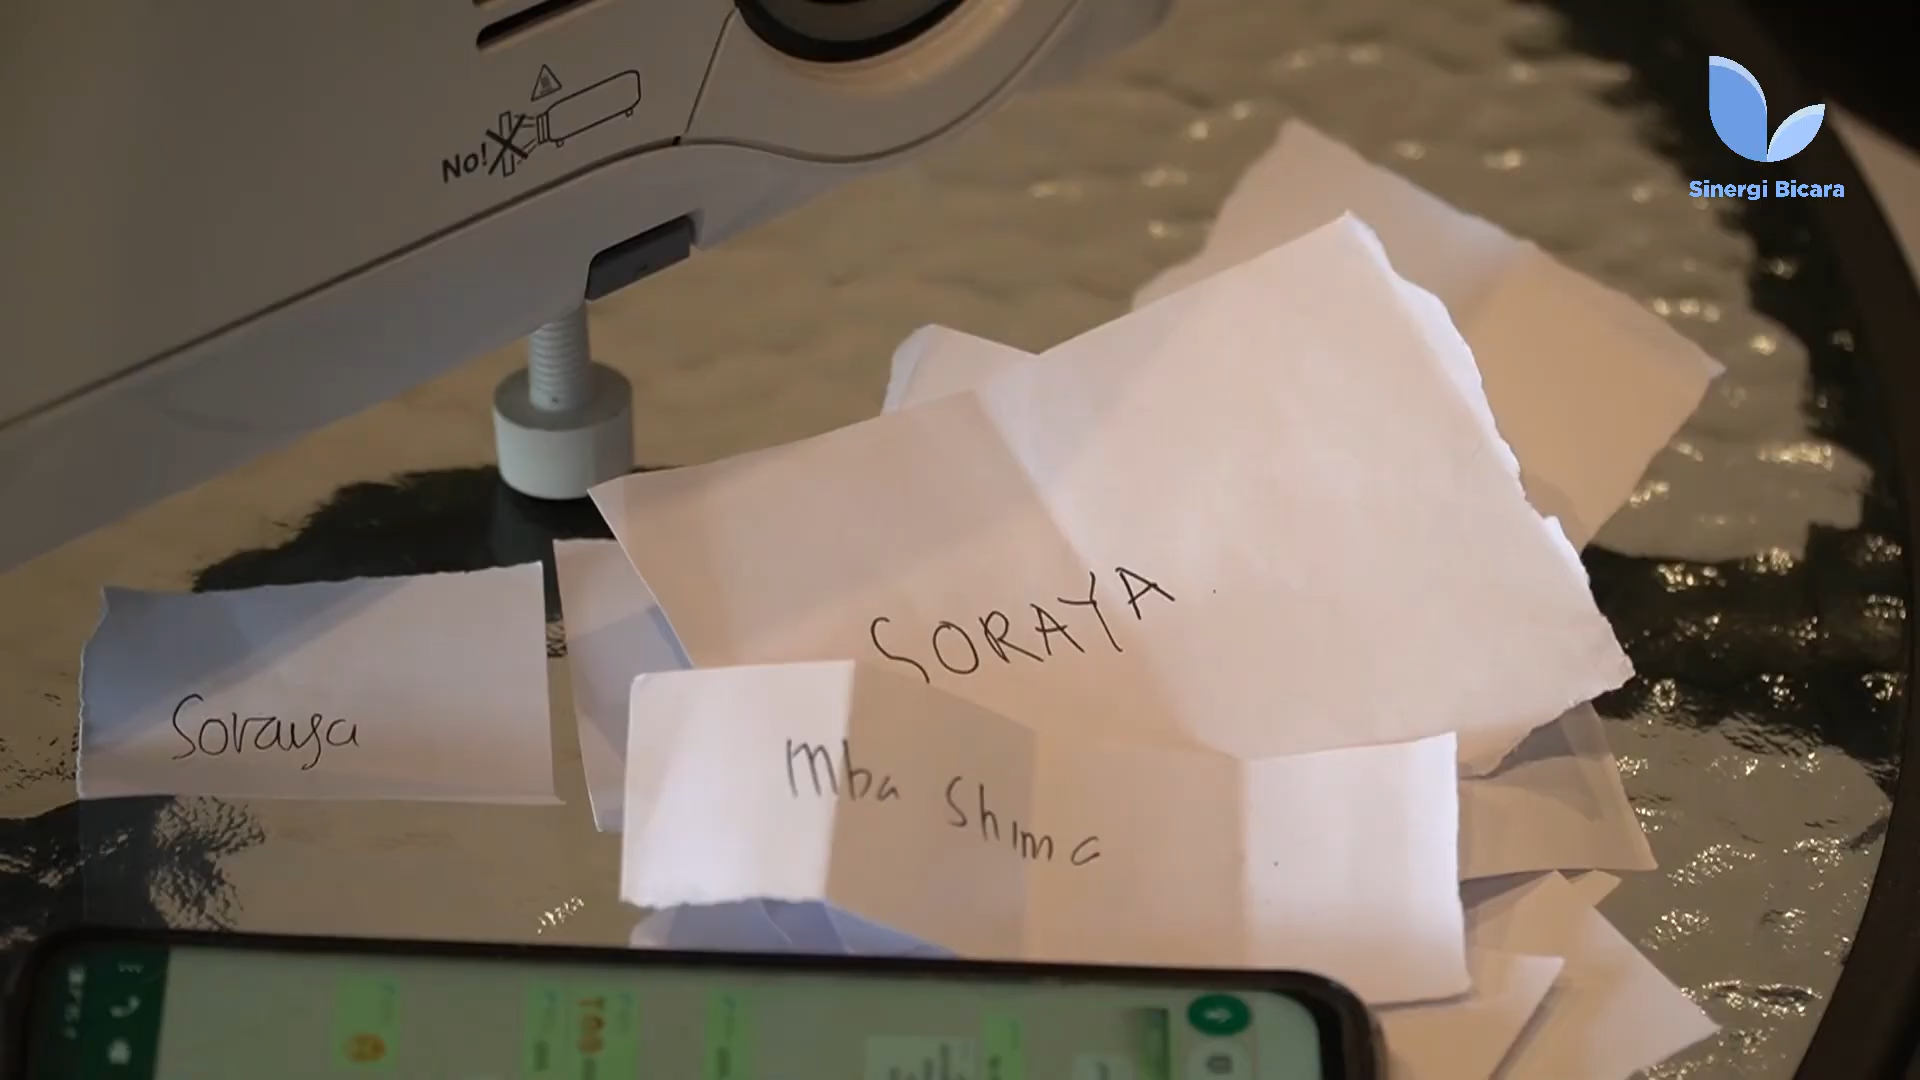 Sinergi Bicara
No!
SORAYA
Soraya
Mba Shima